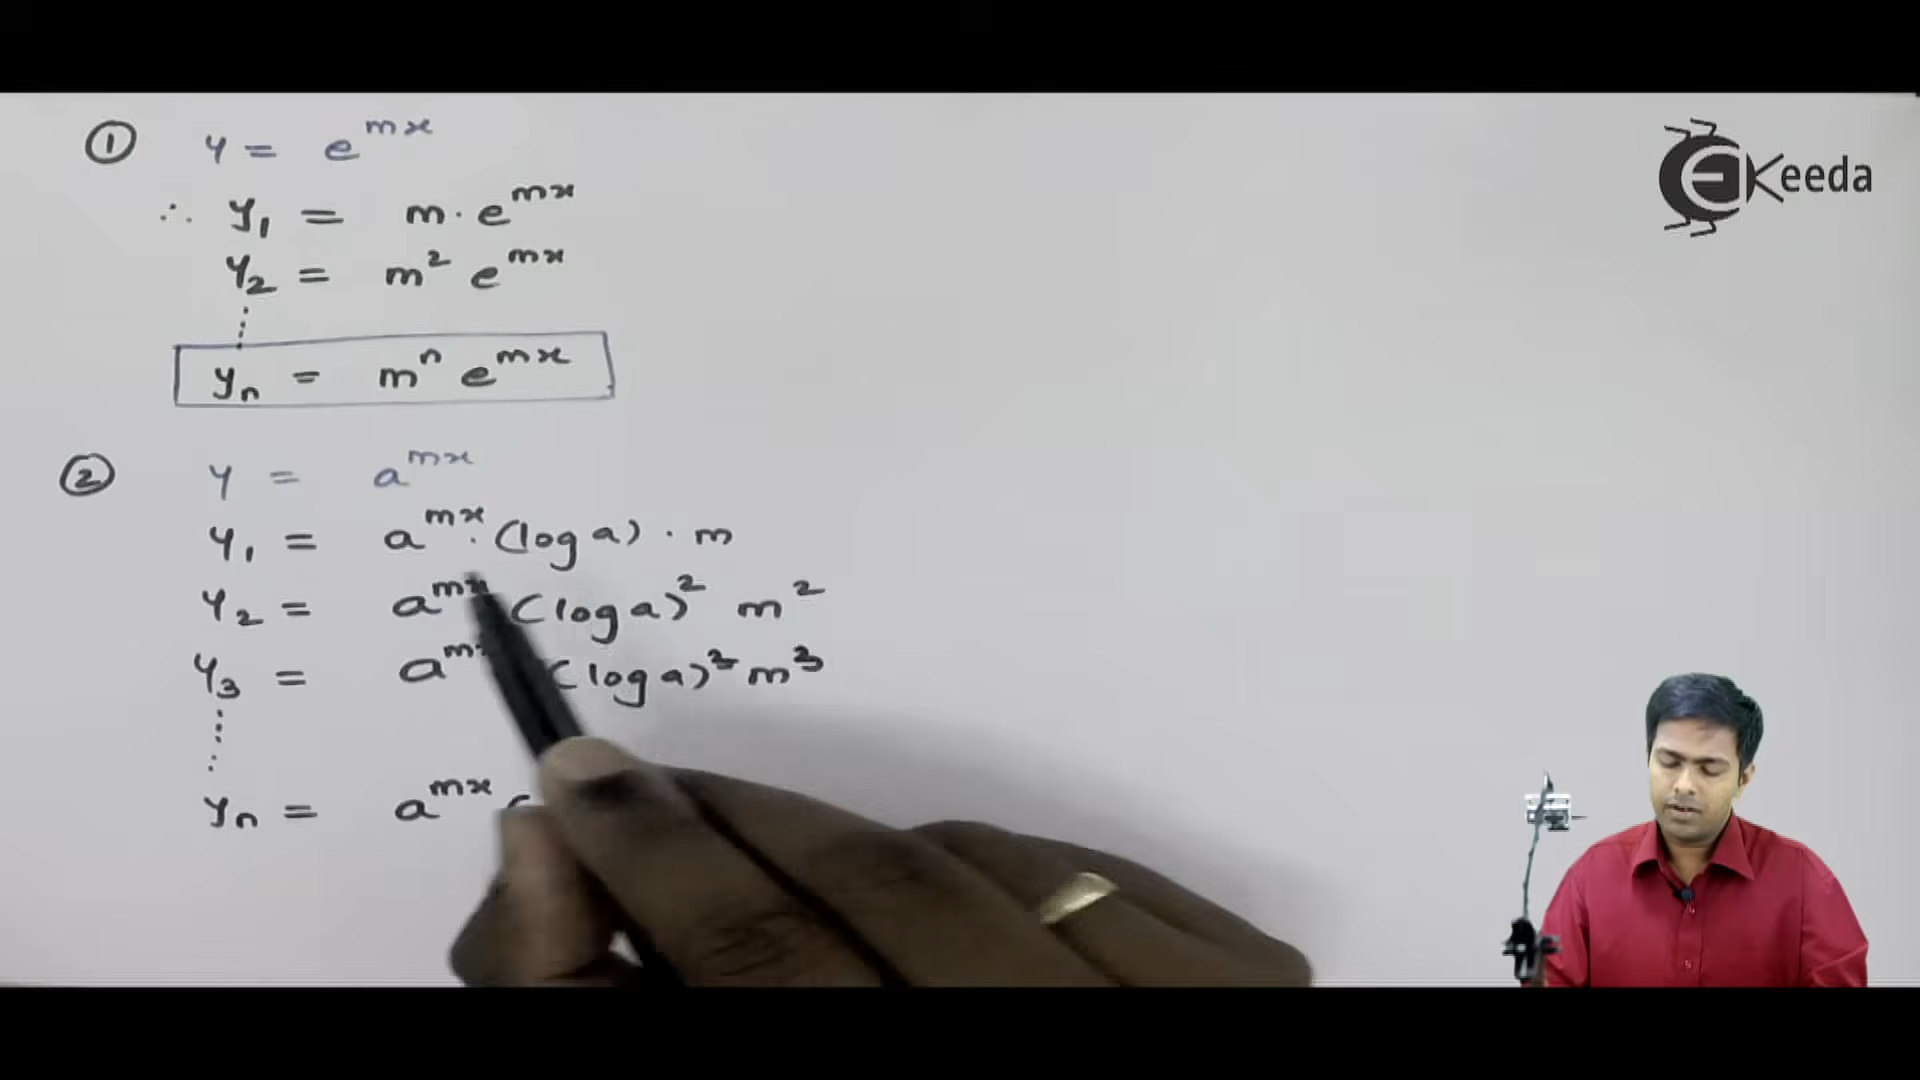 ① y = e^{mx}
∴ y₁ = m · e^{mx}
y₂ = m² e^{mx}
⋮
yₙ = mⁿ e^{mx}
② y = a^{mx}
y₁ = a^{mx} · (log a) · m
y₂ = a^{mx} (log a)² m²
y₃ = a^{m (log a)³ m³
⋮
yₙ = a^{mx} (
EKeeda